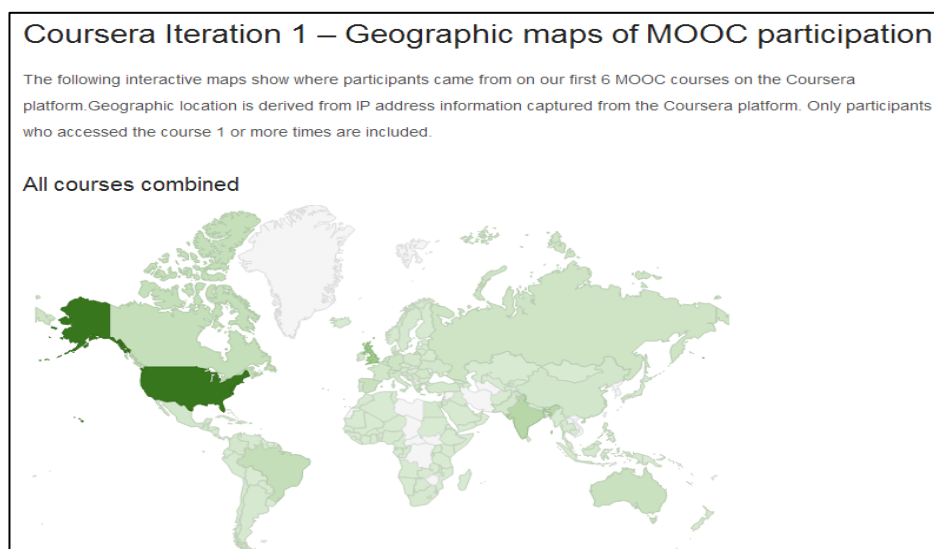 Coursera Iteration 1 – Geographic maps of MOOC participation
The following interactive maps show where participants came from on our first 6 MOOC courses on the Coursera
platform.Geographic location is derived from IP address information captured from the Coursera platform. Only participants
who accessed the course 1 or more times are included.
All courses combined